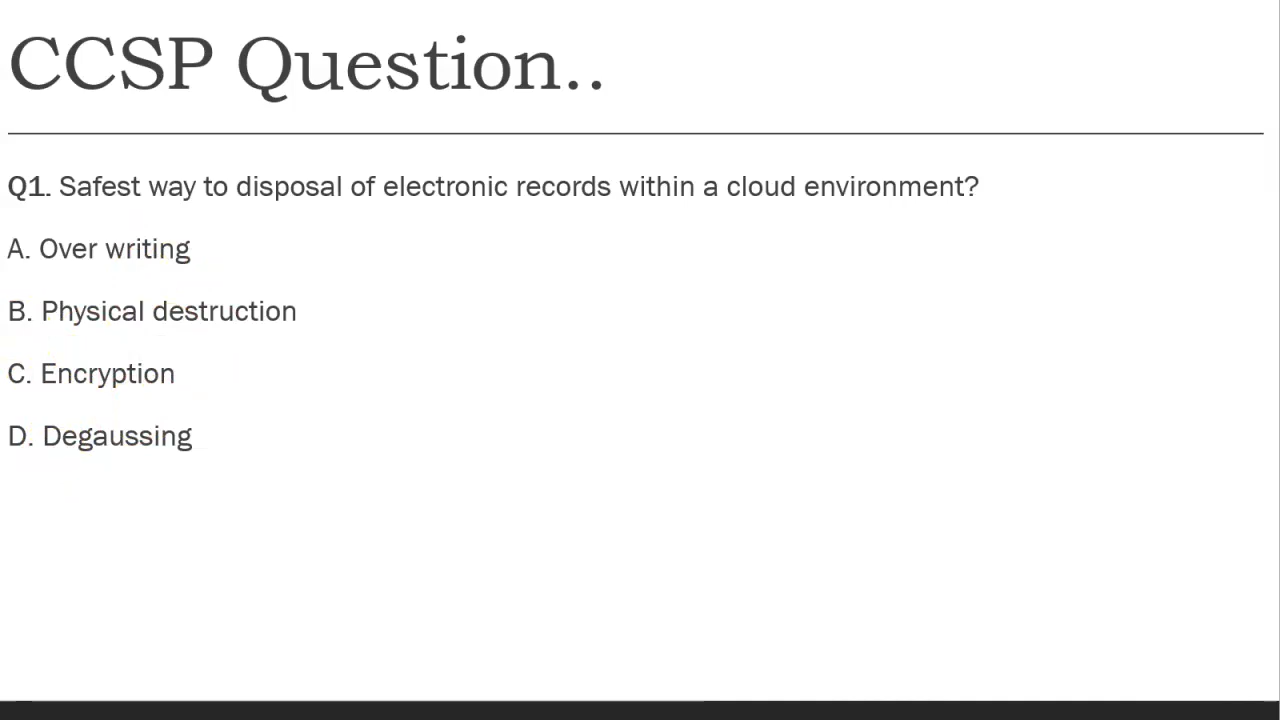 CCSP Question..
Q1. Safest way to disposal of electronic records within a cloud environment?
A. Over writing
B. Physical destruction
C. Encryption
D. Degaussing